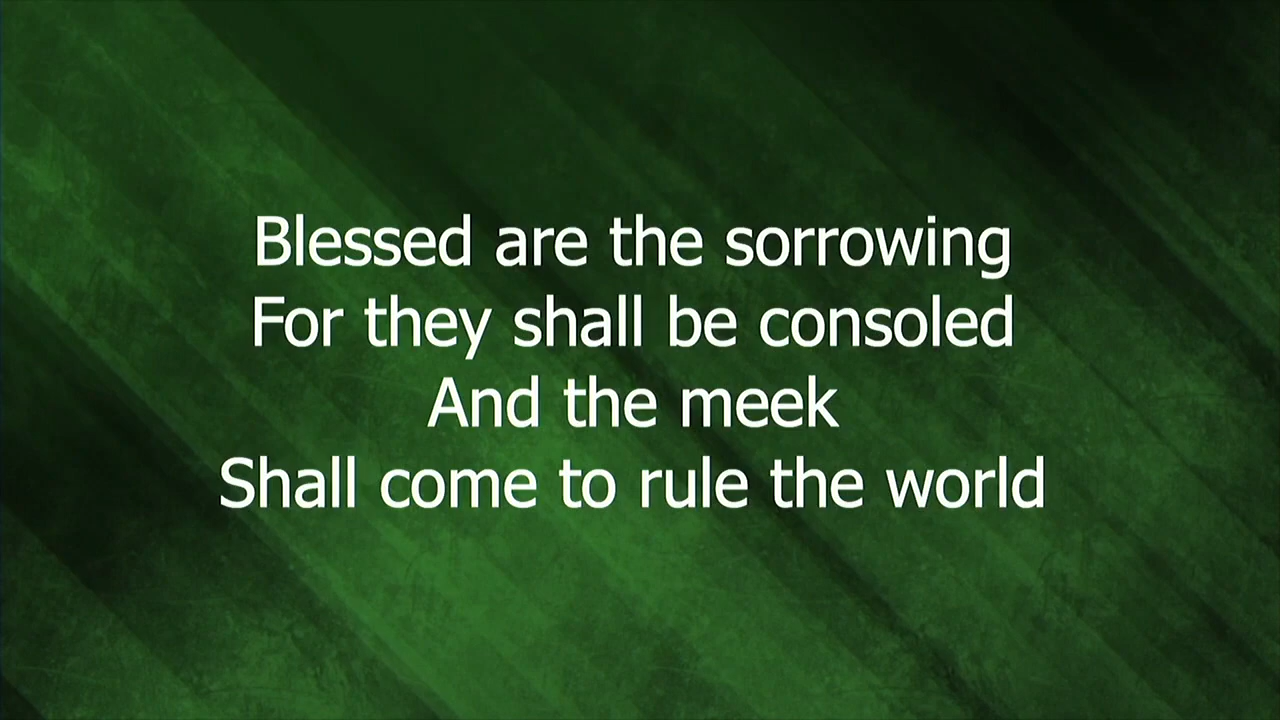 Blessed are the sorrowing
For they shall be consoled
And the meek
Shall come to rule the world